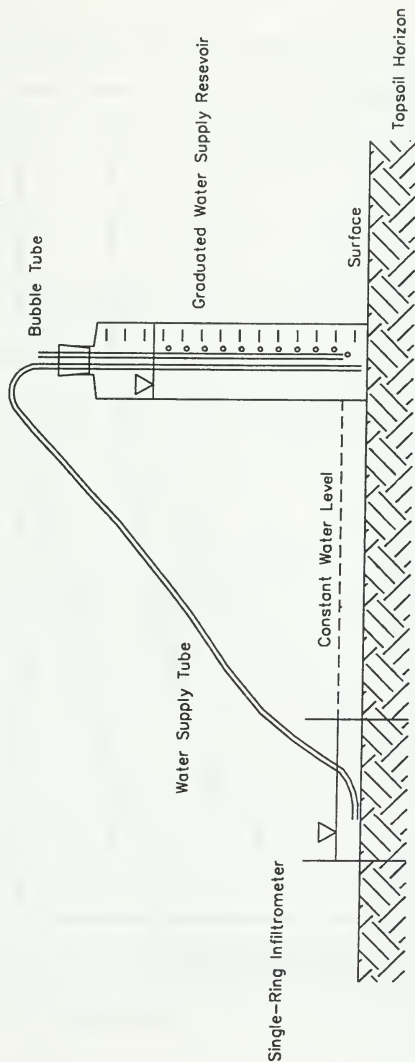 Bubble Tube
Graduated Water Supply Resevoir
Water Supply Tube
Constant Water Level
Surface
Single-Ring Infiltrometer
Topsoil Horizon